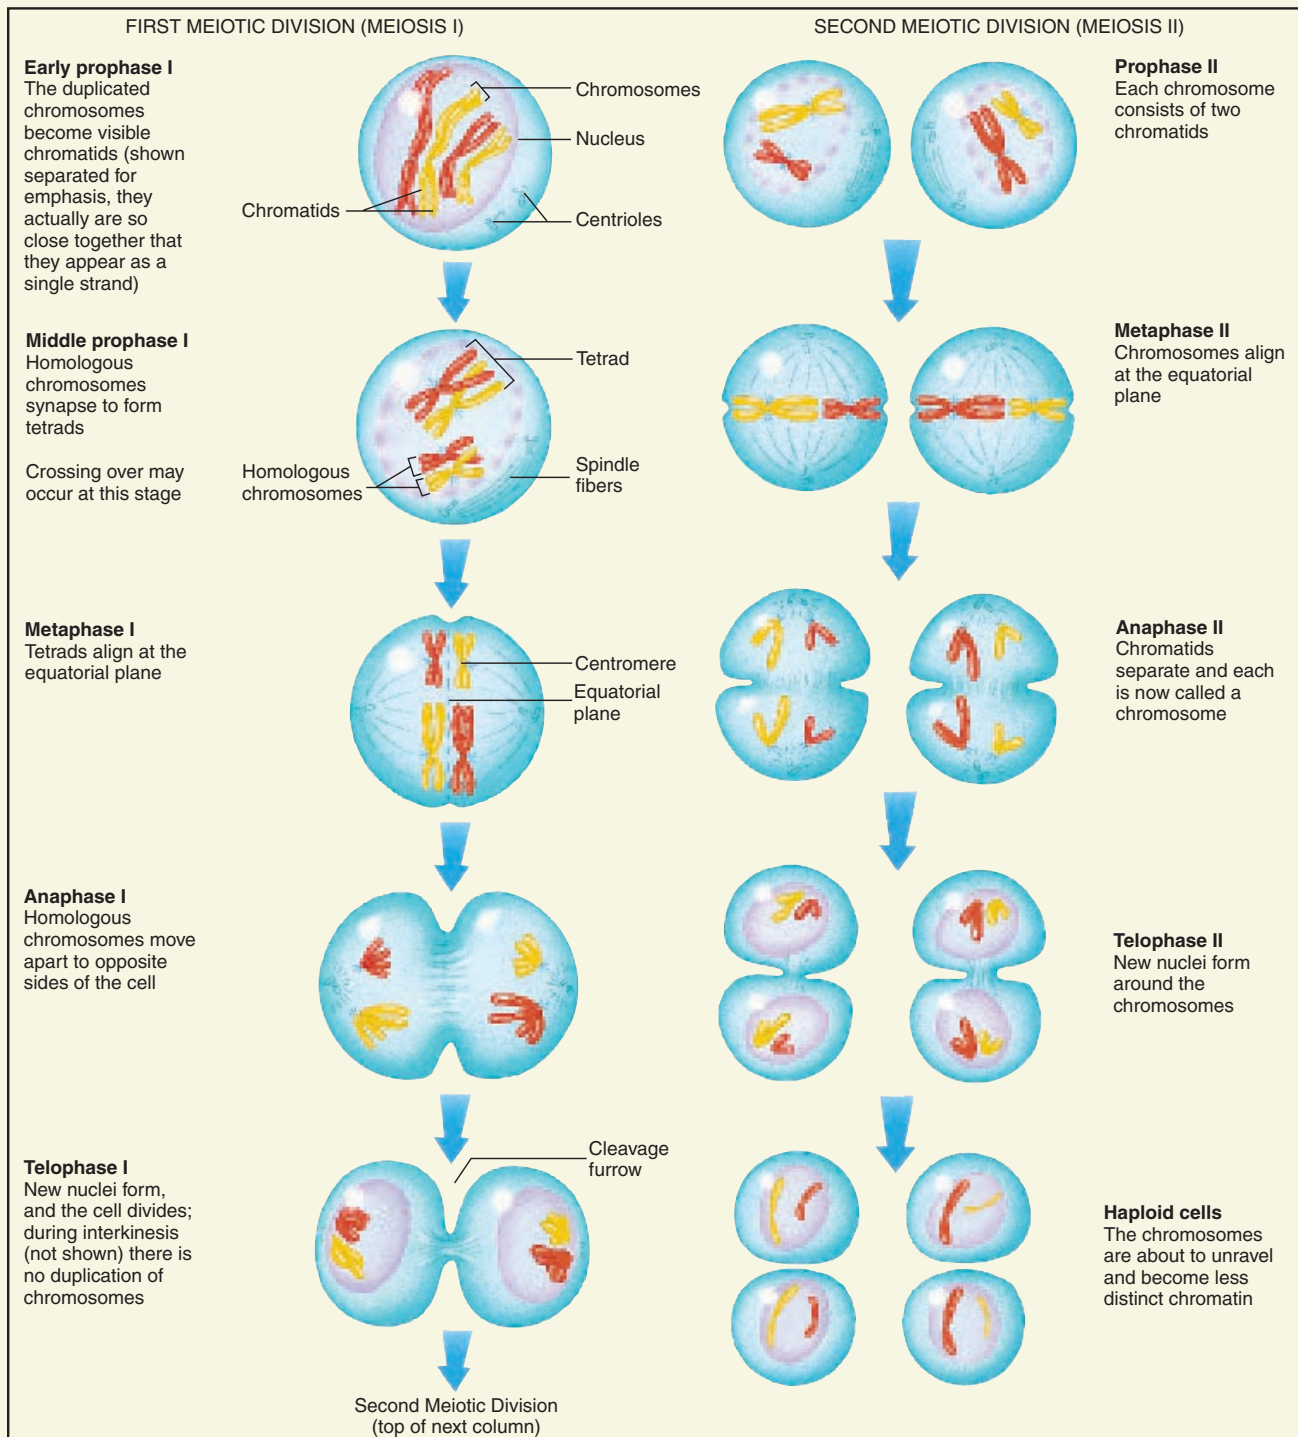 FIRST MEIOTIC DIVISION (MEIOSIS I)
Early prophase I
The duplicated
chromosomes
become visible
chromatids (shown
separated for
emphasis, they
actually are so
close together that
they appear as a
single strand)
Chromosomes
Nucleus
Chromatids
Centrioles
Middle prophase I
Homologous
chromosomes
synapse to form
tetrads
Crossing over may
occur at this stage
Tetrad
Homologous
chromosomes
Spindle
fibers
Metaphase I
Tetrads align at the
equatorial plane
Centromere
Equatorial
plane
Anaphase I
Homologous
chromosomes move
apart to opposite
sides of the cell
Telophase I
New nuclei form,
and the cell divides;
during interkinesis
(not shown) there is
no duplication of
chromosomes
Cleavage
furrow
Second Meiotic Division
(top of next column)
SECOND MEIOTIC DIVISION (MEIOSIS II)
Prophase II
Each chromosome
consists of two
chromatids
Metaphase II
Chromosomes align
at the equatorial
plane
Anaphase II
Chromatids
separate and each
is now called a
chromosome
Telophase II
New nuclei form
around the
chromosomes
Haploid cells
The chromosomes
are about to unravel
and become less
distinct chromatin